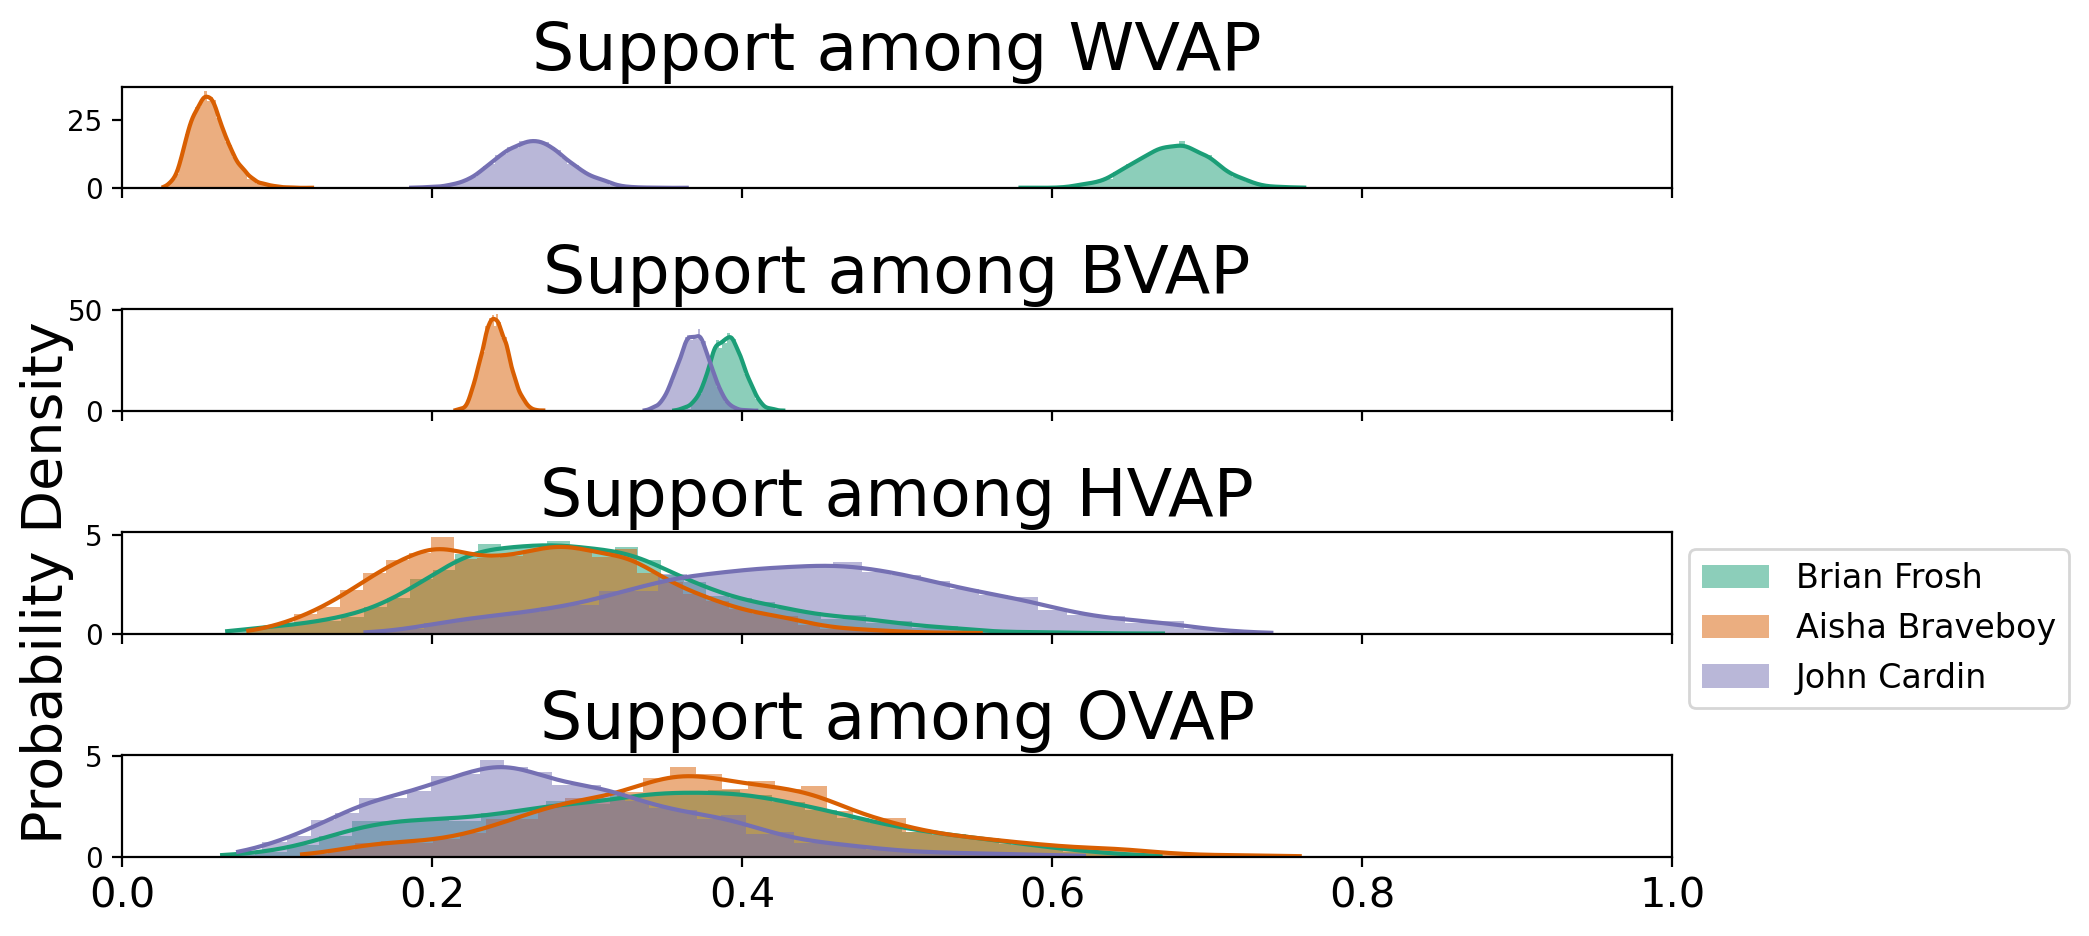 Support among WVAP
25
0
Support among BVAP
50
0
Probability Density
Support among HVAP
5
0
Brian Frosh
Aisha Braveboy
John Cardin
Support among OVAP
5
0
0.0 0.2 0.4 0.6 0.8 1.0